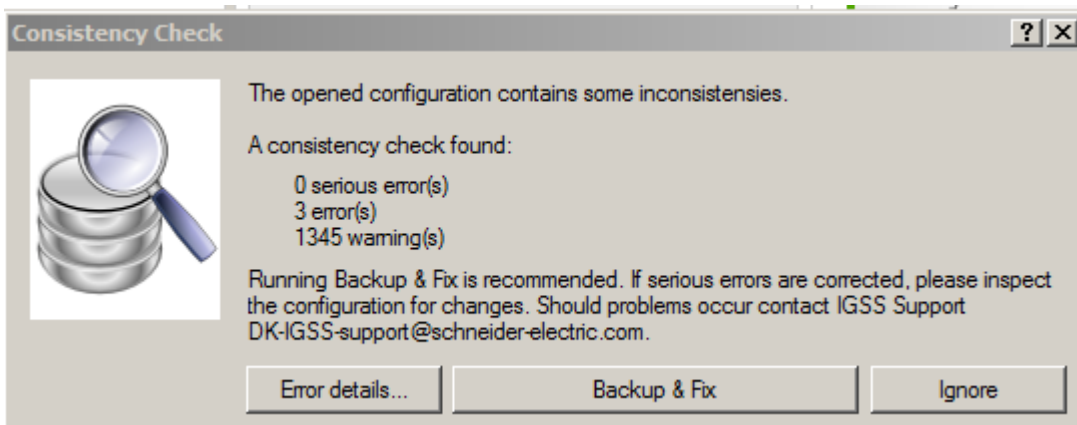 Consistency Check
The opened configuration contains some inconsistensies.
A consistency check found:
0 serious error(s)
3 error(s)
1345 warning(s)
Running Backup & Fix is recommended. If serious errors are corrected, please inspect
the configuration for changes. Should problems occur contact IGSS Support
DK-IGSS-support@schneider-electric.com.
Error details... Backup & Fix Ignore